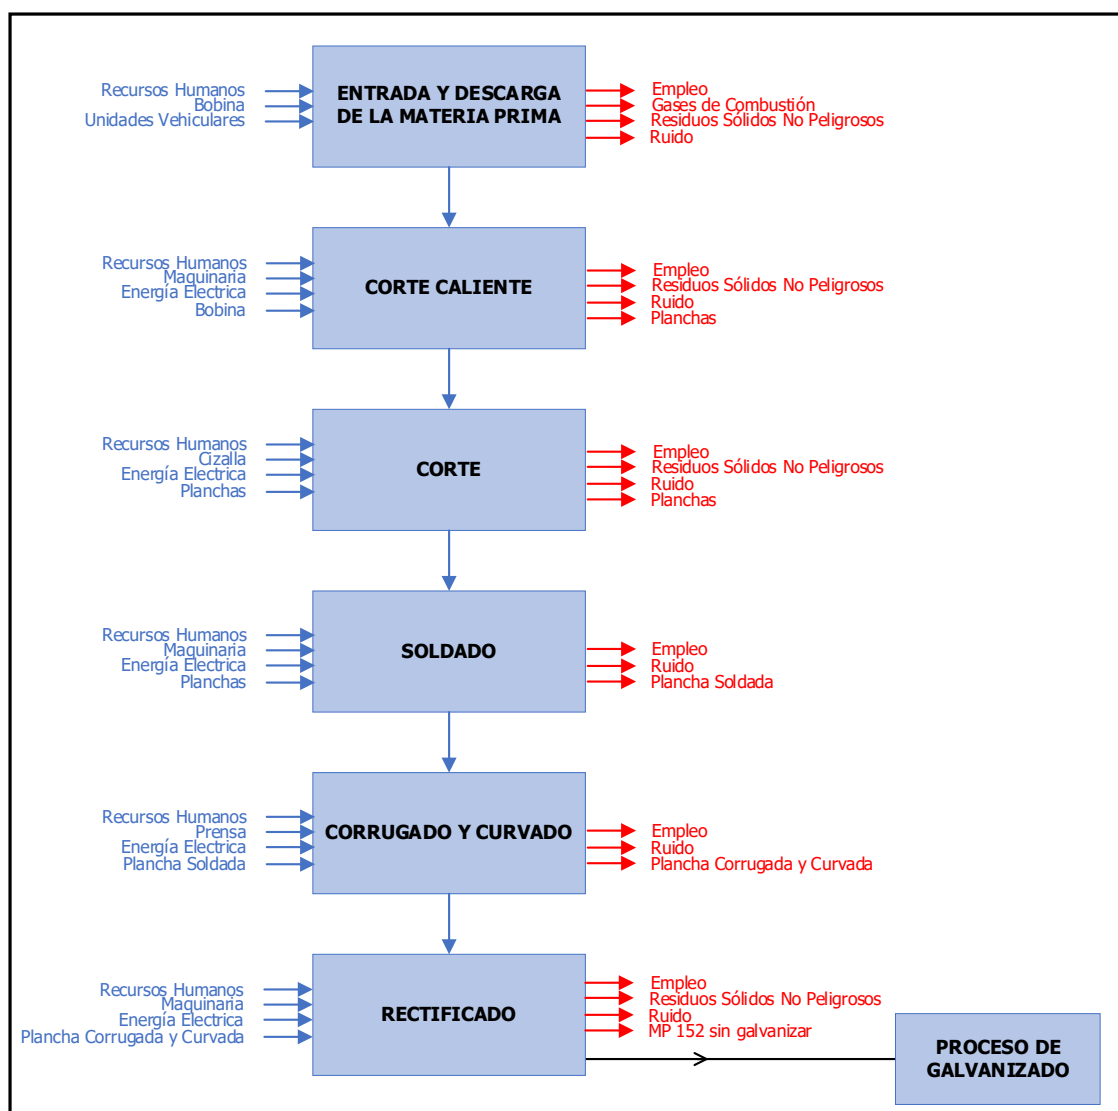 Recursos Humanos
Bobina
Unidades Vehiculares
ENTRADA Y DESCARGA
DE LA MATERIA PRIMA
Empleo
Gases de Combustión
Residuos Sólidos No Peligrosos
Ruido
Recursos Humanos
Maquinaria
Energía Electrica
Bobina
CORTE CALIENTE
Empleo
Residuos Sólidos No Peligrosos
Ruido
Planchas
Recursos Humanos
Cizalla
Energía Electrica
Planchas
CORTE
Empleo
Residuos Sólidos No Peligrosos
Ruido
Planchas
Recursos Humanos
Maquinaria
Energía Electrica
Planchas
SOLDADO
Empleo
Ruido
Plancha Soldada
Recursos Humanos
Prensa
Energía Electrica
Plancha Soldada
CORRUGADO Y CURVADO
Empleo
Ruido
Plancha Corrugada y Curvada
Recursos Humanos
Maquinaria
Energía Electrica
Plancha Corrugada y Curvada
RECTIFICADO
Empleo
Residuos Sólidos No Peligrosos
Ruido
MP 152 sin galvanizar
PROCESO DE
GALVANIZADO